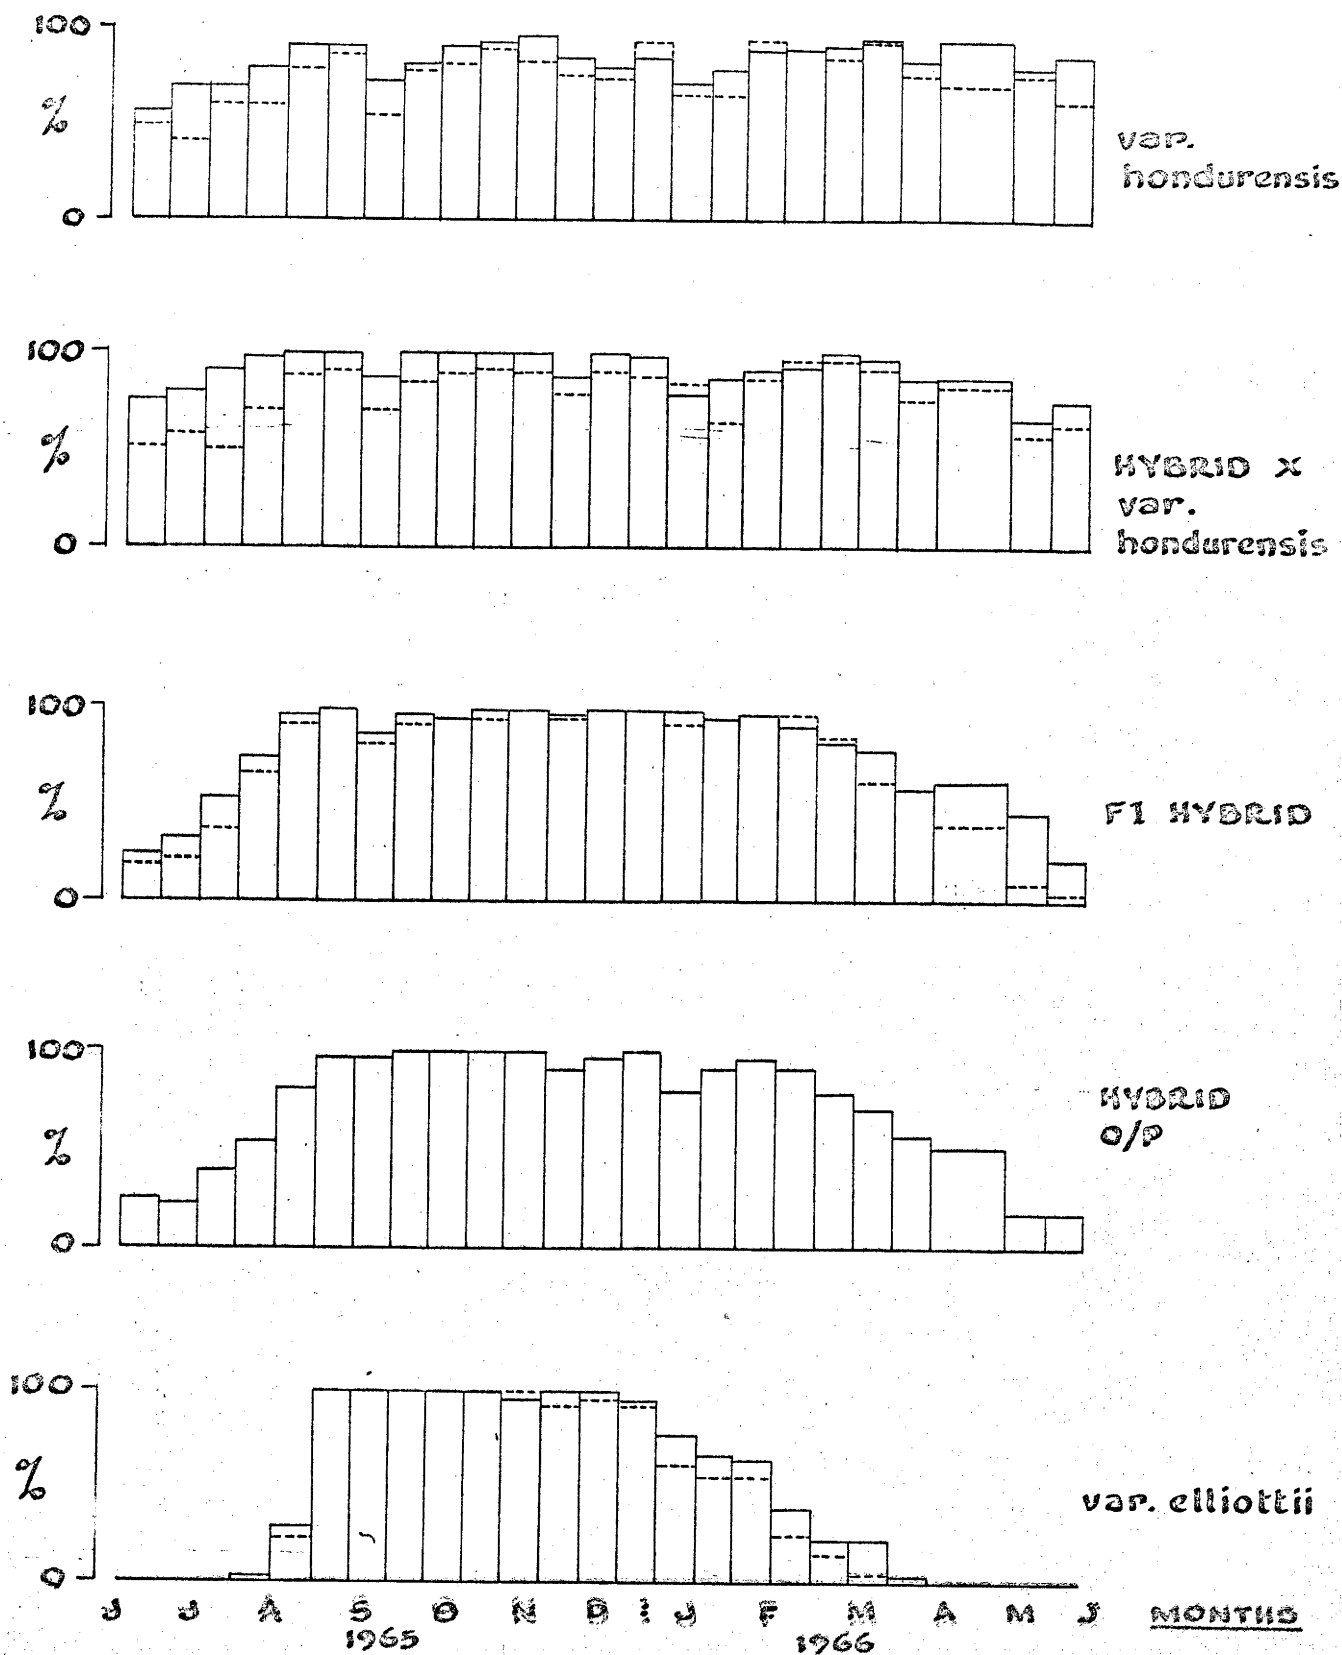 100
%
0
var.
hondurensis
100
%
0
HYBRID X
var.
hondurensis
100
%
0
F1 HYBRID
100
%
0
HYBRID
O/P
100
%
0
var. elliottii
J J A S O N D J F M A M J MONTHS
1965 1966